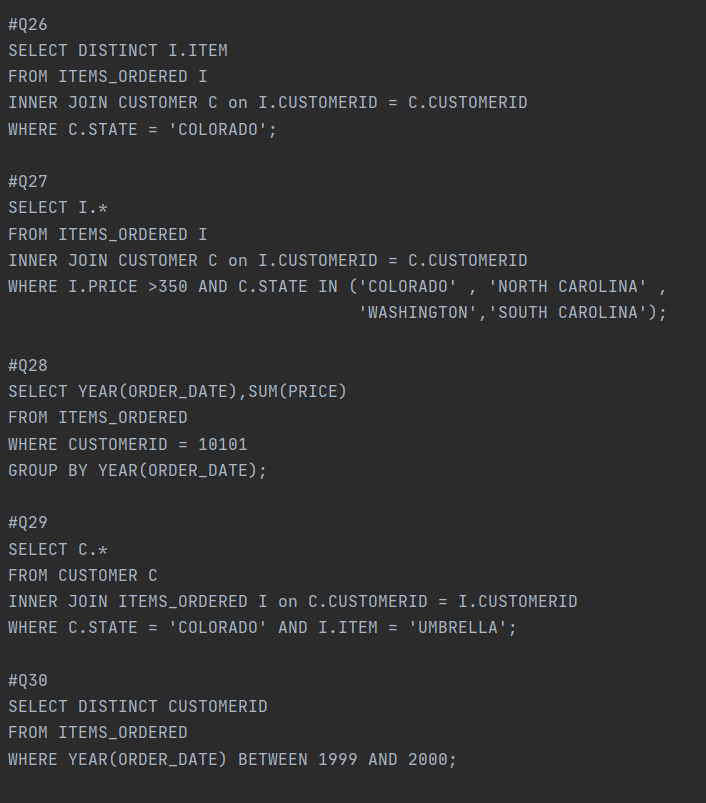 #Q26
SELECT DISTINCT I.ITEM
FROM ITEMS_ORDERED I
INNER JOIN CUSTOMER C on I.CUSTOMERID = C.CUSTOMERID
WHERE C.STATE = 'COLORADO';
#Q27
SELECT I.*
FROM ITEMS_ORDERED I
INNER JOIN CUSTOMER C on I.CUSTOMERID = C.CUSTOMERID
WHERE I.PRICE >350 AND C.STATE IN ('COLORADO' , 'NORTH CAROLINA' ,
'WASHINGTON','SOUTH CAROLINA');
#Q28
SELECT YEAR(ORDER_DATE),SUM(PRICE)
FROM ITEMS_ORDERED
WHERE CUSTOMERID = 10101
GROUP BY YEAR(ORDER_DATE);
#Q29
SELECT C.*
FROM CUSTOMER C
INNER JOIN ITEMS_ORDERED I on C.CUSTOMERID = I.CUSTOMERID
WHERE C.STATE = 'COLORADO' AND I.ITEM = 'UMBRELLA';
#Q30
SELECT DISTINCT CUSTOMERID
FROM ITEMS_ORDERED
WHERE YEAR(ORDER_DATE) BETWEEN 1999 AND 2000;